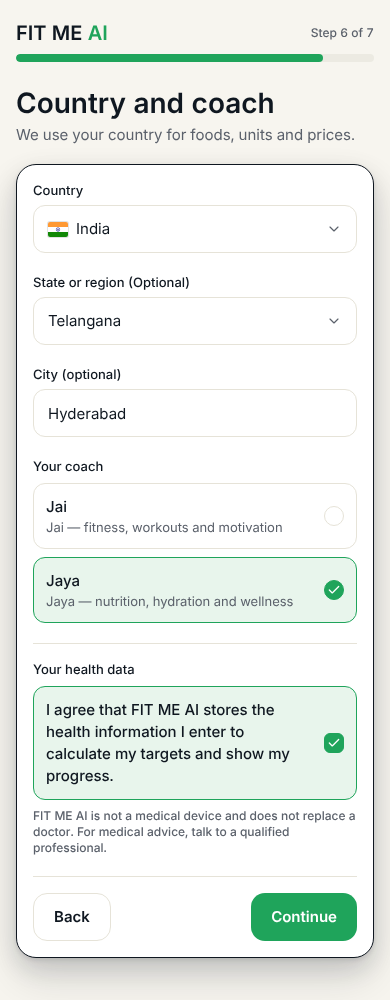 FIT ME AI
Step 6 of 7
Country and coach
We use your country for foods, units and prices.
Country
India
State or region (Optional)
Telangana
City (optional)
Hyderabad
Your coach
Jai
Jai — fitness, workouts and motivation
Jaya
Jaya — nutrition, hydration and wellness
Your health data
I agree that FIT ME AI stores the
health information I enter to
calculate my targets and show my
progress.
FIT ME AI is not a medical device and does not replace a
doctor. For medical advice, talk to a qualified
professional.
Back
Continue